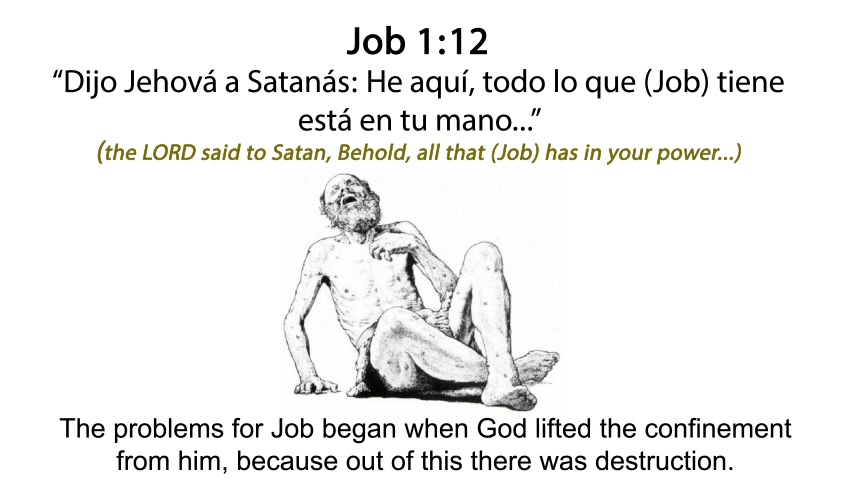 Job 1:12
“Dijo Jehová a Satanás: He aquí, todo lo que (Job) tiene
está en tu mano...”
(the LORD said to Satan, Behold, all that (Job) has in your power...)
The problems for Job began when God lifted the confinement
from him, because out of this there was destruction.